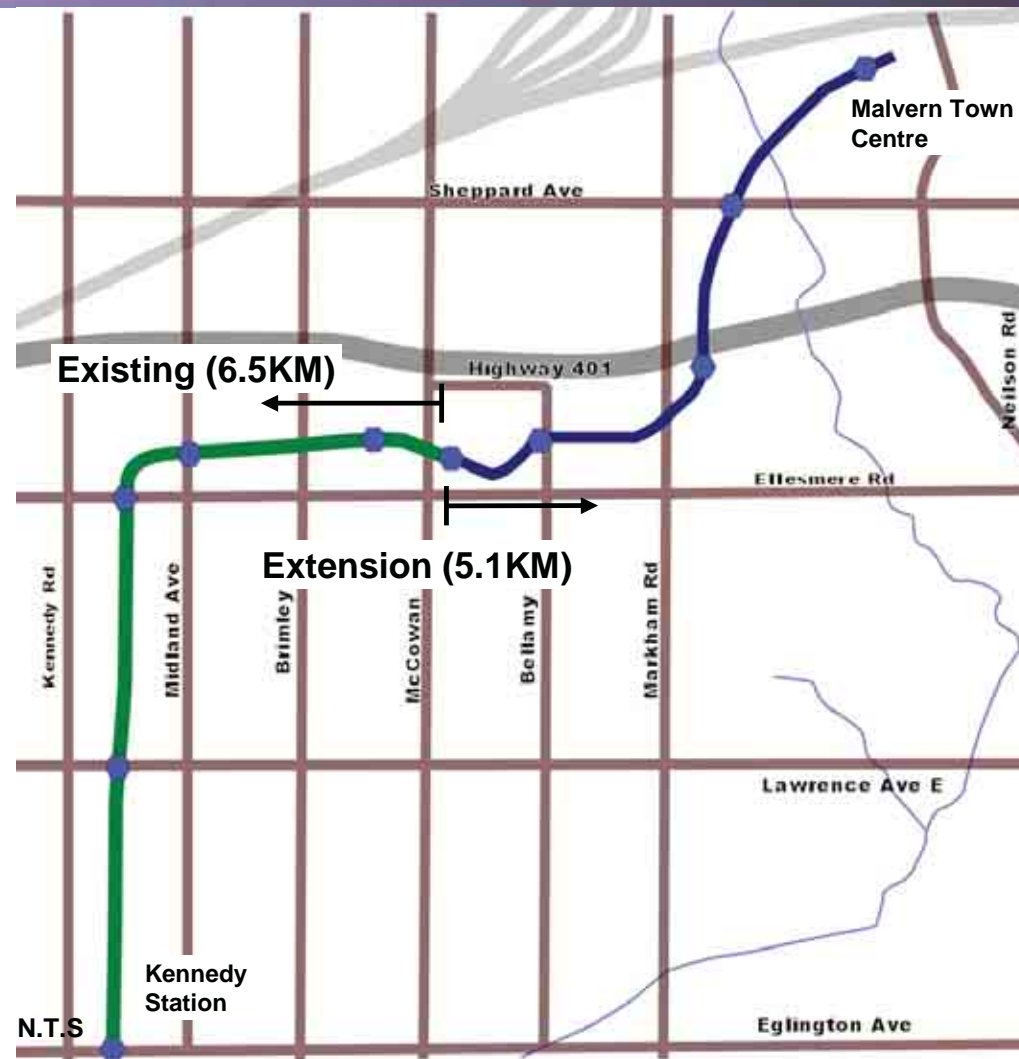 Malvern Town
Centre
Sheppard Ave
Highway 401
Existing (6.5KM)
Neilson Rd
Ellesmere Rd
Extension (5.1KM)
Kennedy Rd
Midland Ave
Brimley
McCowan
Bellamy
Markham Rd
Lawrence Ave E
Kennedy
Station
N.T.S
Eglington Ave